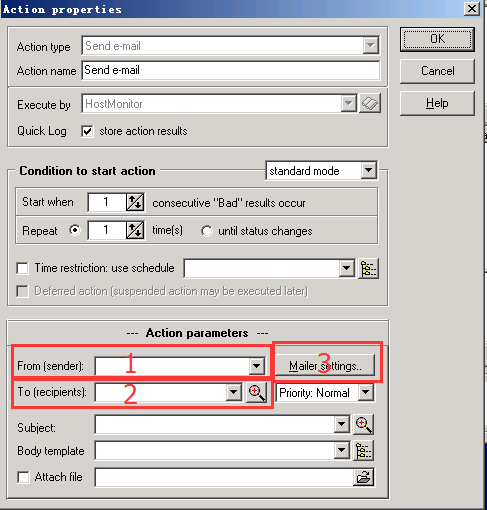 Action properties
Action type Send e-mail OK
Action name Send e-mail
Cancel
Execute by HostMonitor Help
Quick Log store action results
Condition to start action standard mode
Start when 1 consecutive "Bad" results occur
Repeat 1 time(s) until status changes
Time restriction: use schedule
Deferred action (suspended action may be executed later)
--- Action parameters ---
From (sender): 1 Mailer settings.. 3
To (recipients): 2 Priority: Normal
Subject:
Body template
Attach file